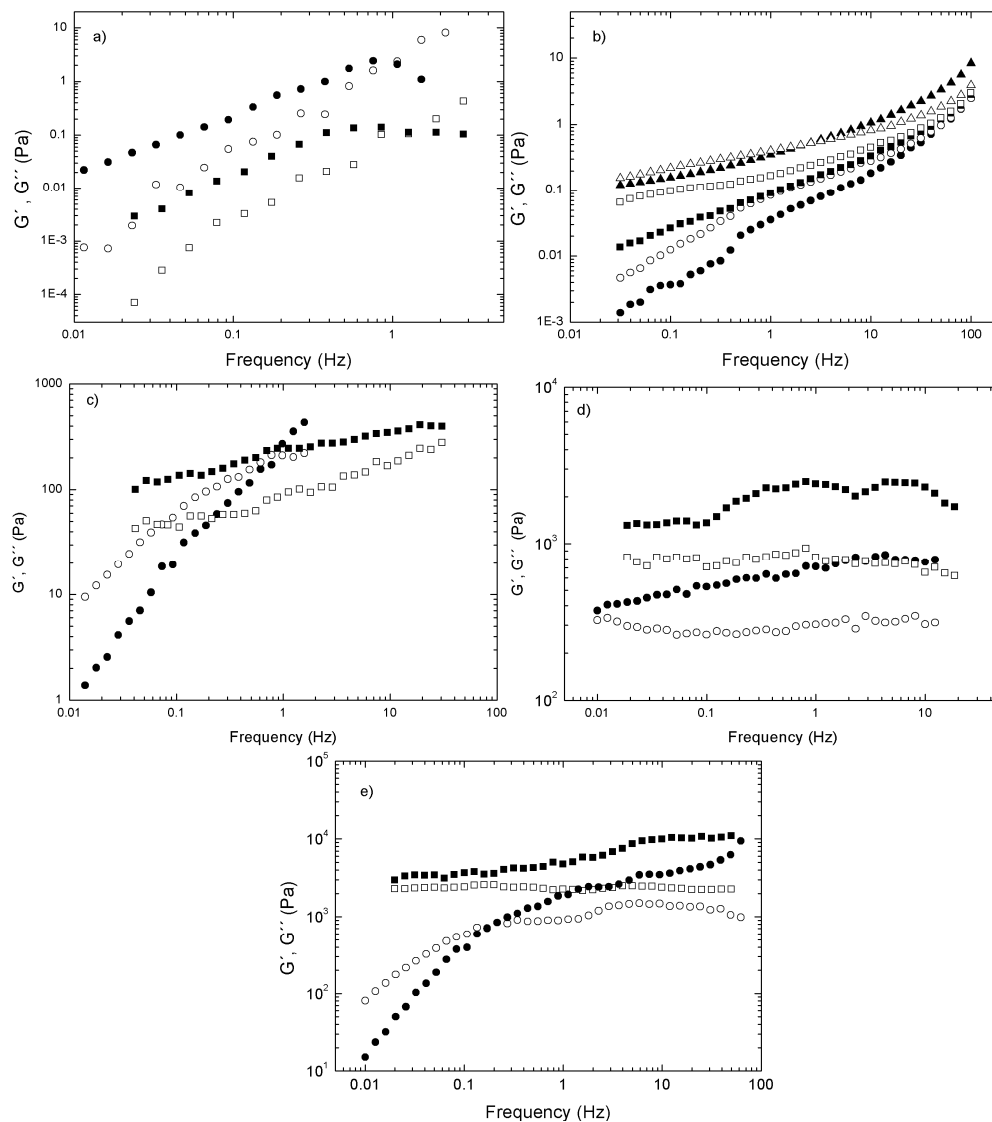 a)
10
1
0.1
0.01
1E-3
1E-4
G´, G´´ (Pa)
0.01
0.1
1
Frequency (Hz)
b)
10
1
0.1
0.01
1E-3
G´, G´´ (Pa)
0.01
0.1
1
10
100
Frequency (Hz)
c)
1000
100
10
1
G´, G´´ (Pa)
0.01
0.1
1
10
100
Frequency (Hz)
d)
10⁴
10³
10²
G´, G´´ (Pa)
0.01
0.1
1
10
Frequency (Hz)
e)
10⁵
10⁴
10³
10²
10¹
G´, G´´ (Pa)
0.01
0.1
1
10
100
Frequency (Hz)